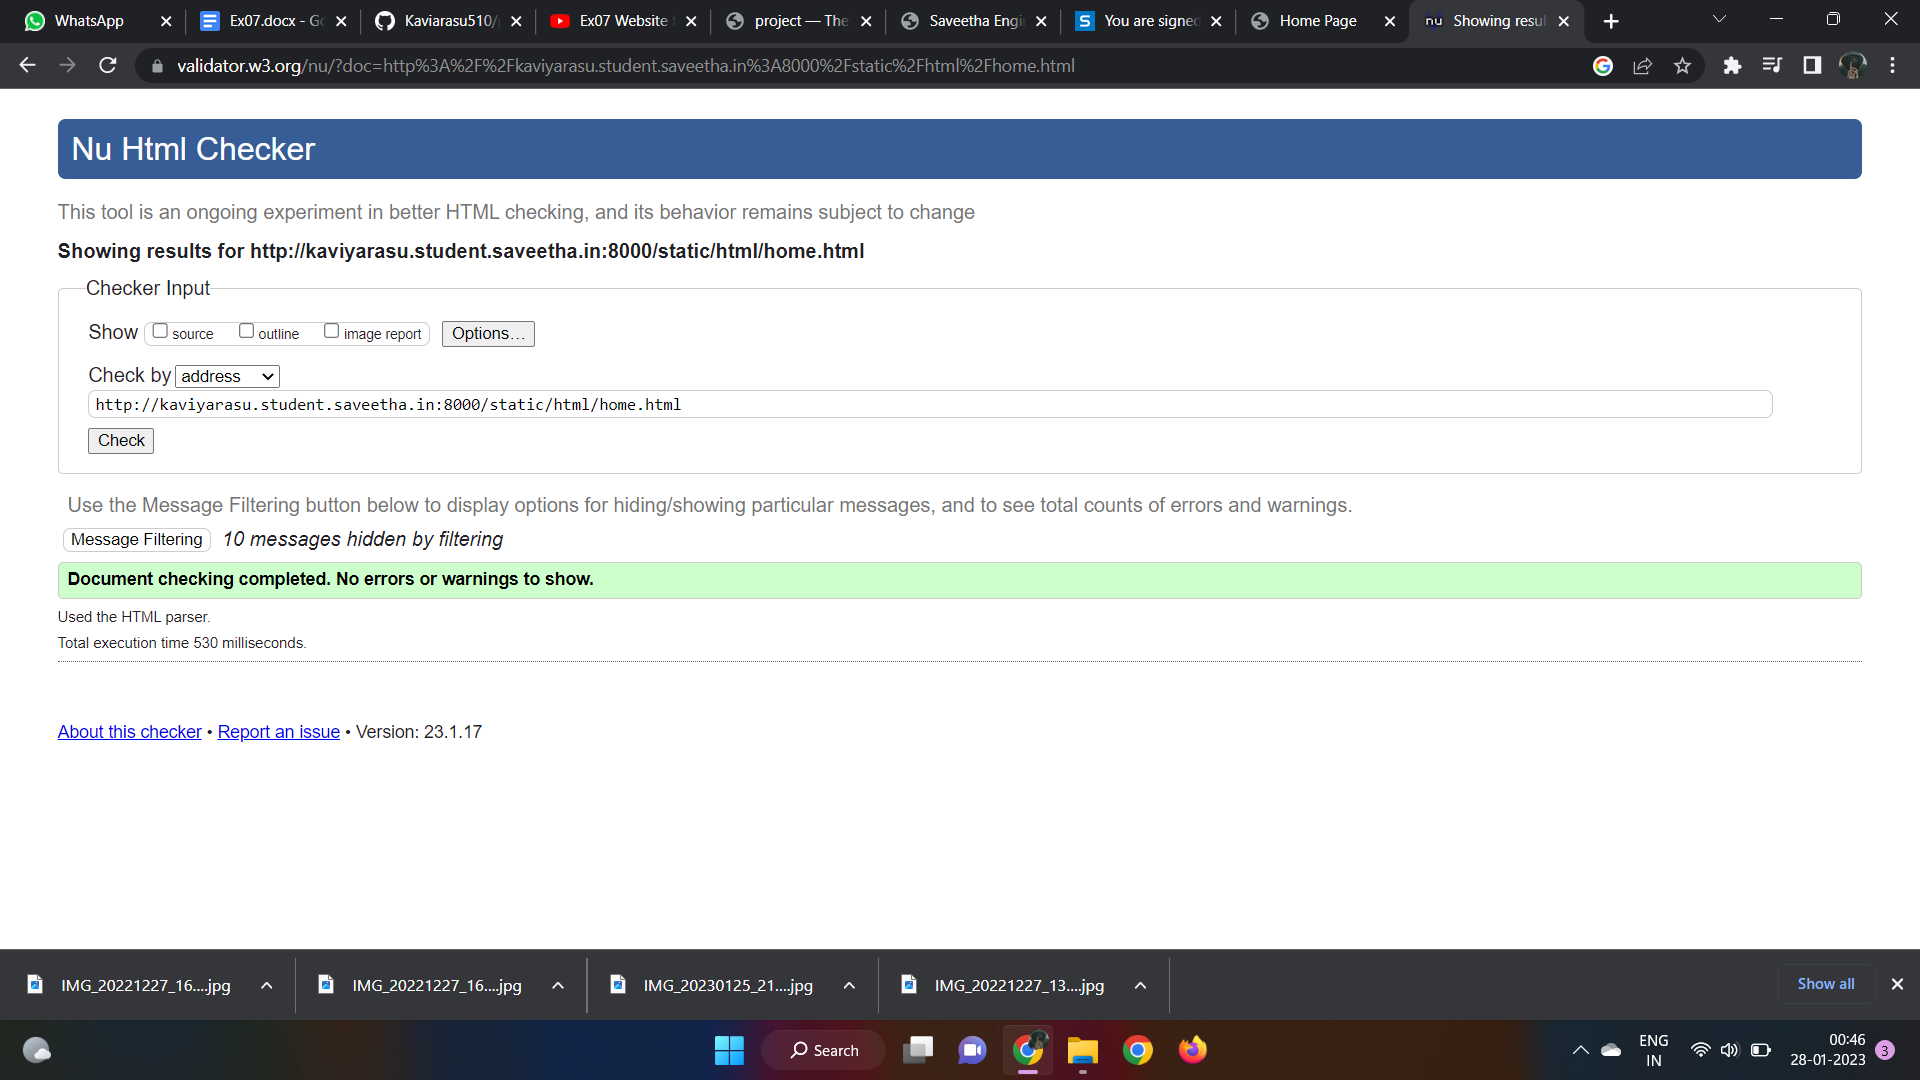 WhatsApp
Ex07.docx - Go
Kaviarasu510/p
Ex07 Website
project — The
Saveetha Engi
You are signed
Home Page
nu Showing resul
validator.w3.org/nu/?doc=http%3A%2F%2Fkaviyarasu.student.saveetha.in%3A8000%2Fstatic%2Fhtml%2Fhome.html
Nu Html Checker
This tool is an ongoing experiment in better HTML checking, and its behavior remains subject to change
Showing results for http://kaviyarasu.student.saveetha.in:8000/static/html/home.html
Checker Input
Show source outline image report Options...
Check by address
http://kaviyarasu.student.saveetha.in:8000/static/html/home.html
Check
Use the Message Filtering button below to display options for hiding/showing particular messages, and to see total counts of errors and warnings.
Message Filtering 10 messages hidden by filtering
Document checking completed. No errors or warnings to show.
Used the HTML parser.
Total execution time 530 milliseconds.
About this checker • Report an issue • Version: 23.1.17
IMG_20221227_16....jpg
IMG_20221227_16....jpg
IMG_20230125_21....jpg
IMG_20221227_13....jpg
Show all
Search
ENG
IN
00:46
28-01-2023
3